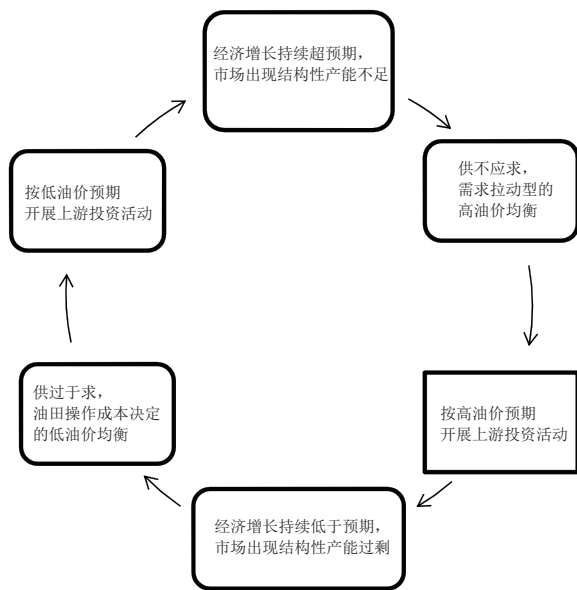 经济增长持续超预期，
市场出现结构性产能不足
供不应求，
需求拉动型的
高油价均衡
按高油价预期
开展上游投资活动
经济增长持续低于预期，
市场出现结构性产能过剩
供过于求，
油田操作成本决定
的低油价均衡
按低油价预期
开展上游投资活动